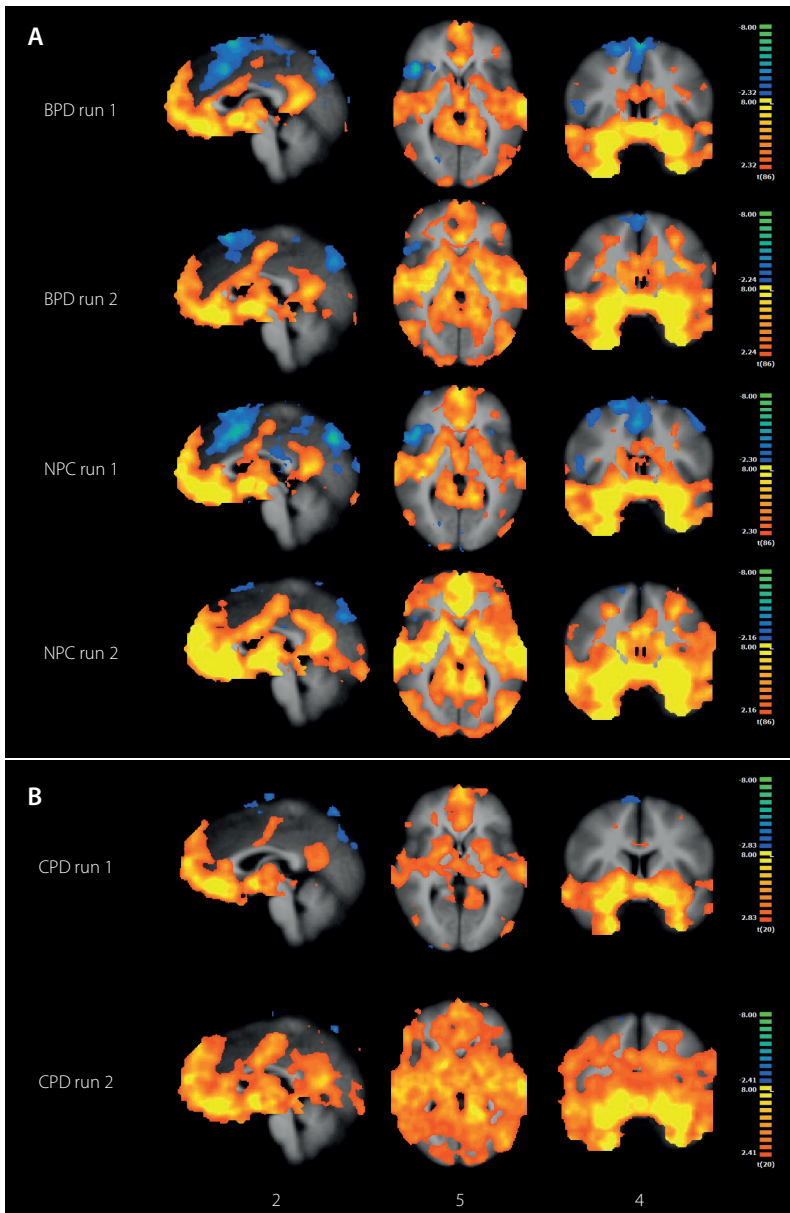 A
BPD run 1
-8.00
-2.32
8.00
2.32
t(86)
BPD run 2
-8.00
-2.24
8.00
2.24
t(86)
NPC run 1
-8.00
-2.30
8.00
2.30
t(86)
NPC run 2
-8.00
-2.16
8.00
2.16
t(86)
B
CPD run 1
-8.00
-2.83
8.00
2.83
t(20)
CPD run 2
-8.00
-2.41
8.00
2.41
t(20)
2 5 4